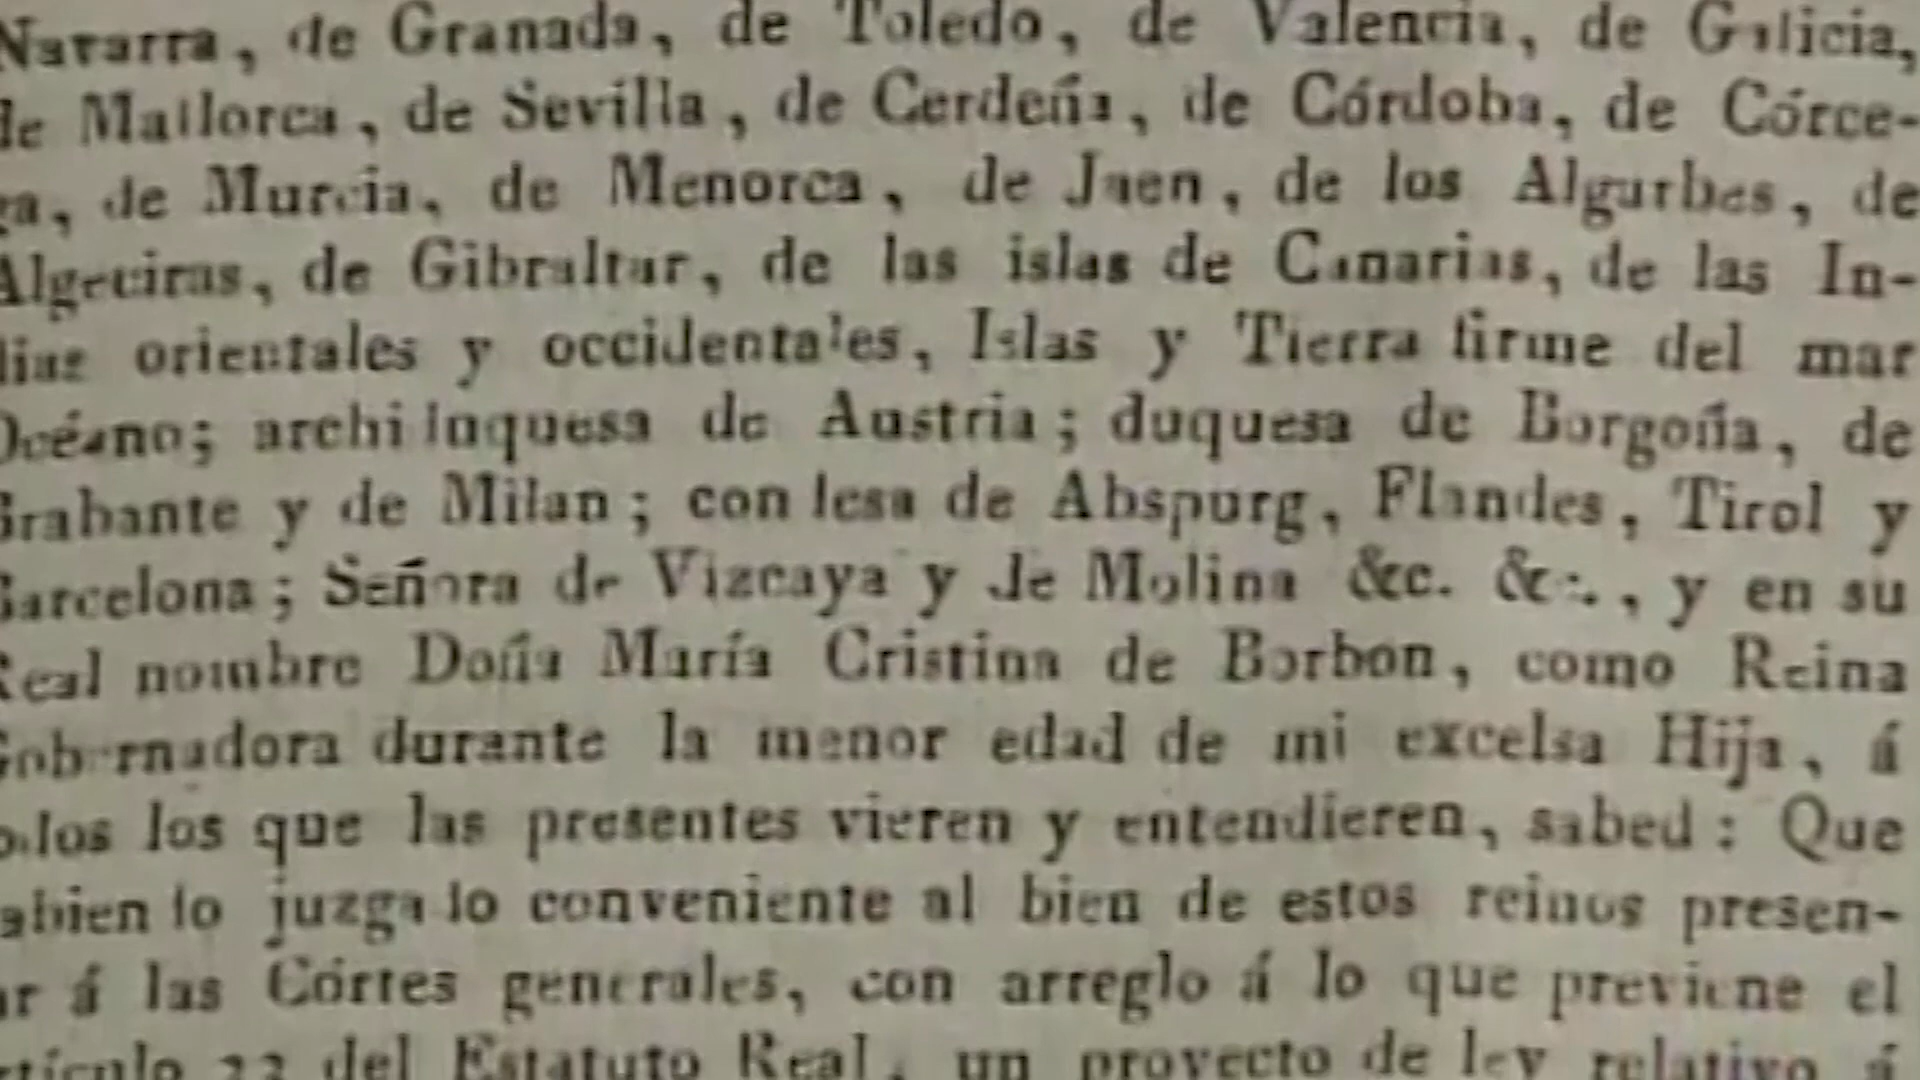 Navarra, de Granada, de Toledo, de Valencia, de Galicia,
de Mallorca, de Sevilla, de Cerdeña, de Córdoba, de Córce-
ga, de Murcia, de Menorca, de Jaen, de los Algarbes, de
Algeciras, de Gibraltar, de las islas de Canarias, de las In-
dias orientales y occidentales, Islas y Tierra firme del mar
Océano; archiduquesa de Austria; duquesa de Borgoña, de
Brabante y de Milan; condesa de Abspurg, Flandes, Tirol y
Barcelona; Señora de Vizcaya y de Molina &c. &c., y en su
Real nombre Doña María Cristina de Borbon, como Reina
Gobernadora durante la menor edad de mi excelsa Hija, á
todos los que las presentes vieren y entendieren, sabed: Que
habiendo juzgado conveniente al bien de estos reinos presen-
tar á las Córtes generales, con arreglo á lo que previene el
artículo 33 del Estatuto Real, un proyecto de ley relativo á